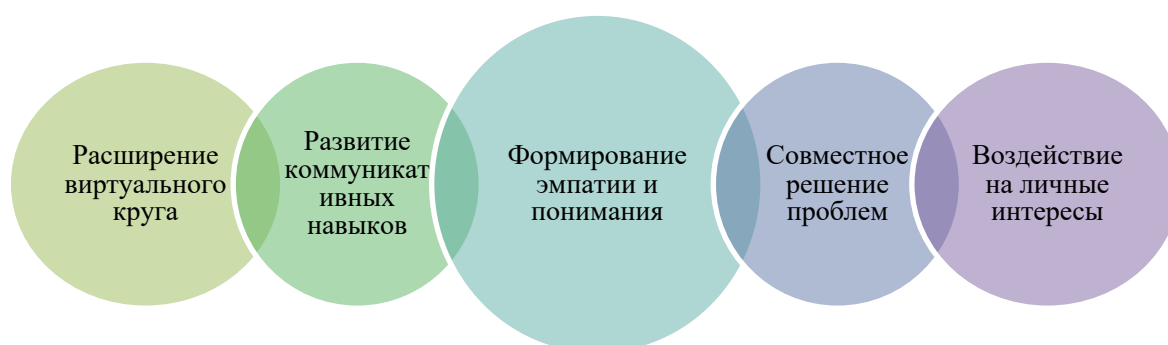 Расширение
виртуального
круга
Развитие
коммуникат
ивных
навыков
Формирование
эмпатии и
понимания
Совместное
решение
проблем
Воздействие
на личные
интересы